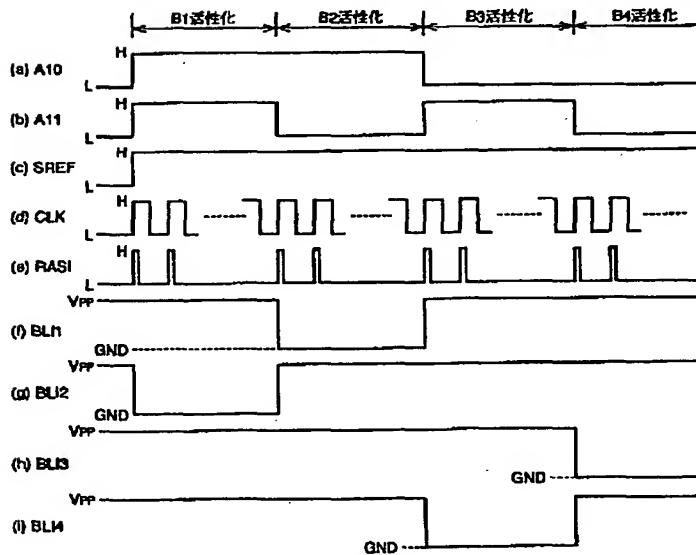 B1活性化 B2活性化 B3活性化 B4活性化
(a) A10 H
L
(b) A11 H
L
(c) SREF H
L
(d) CLK H
L
(e) RASI H
L
VPP
(f) BLI1
GND
VPP
(g) BLI2
GND
VPP
(h) BLI3
GND
VPP
(i) BLI4
GND